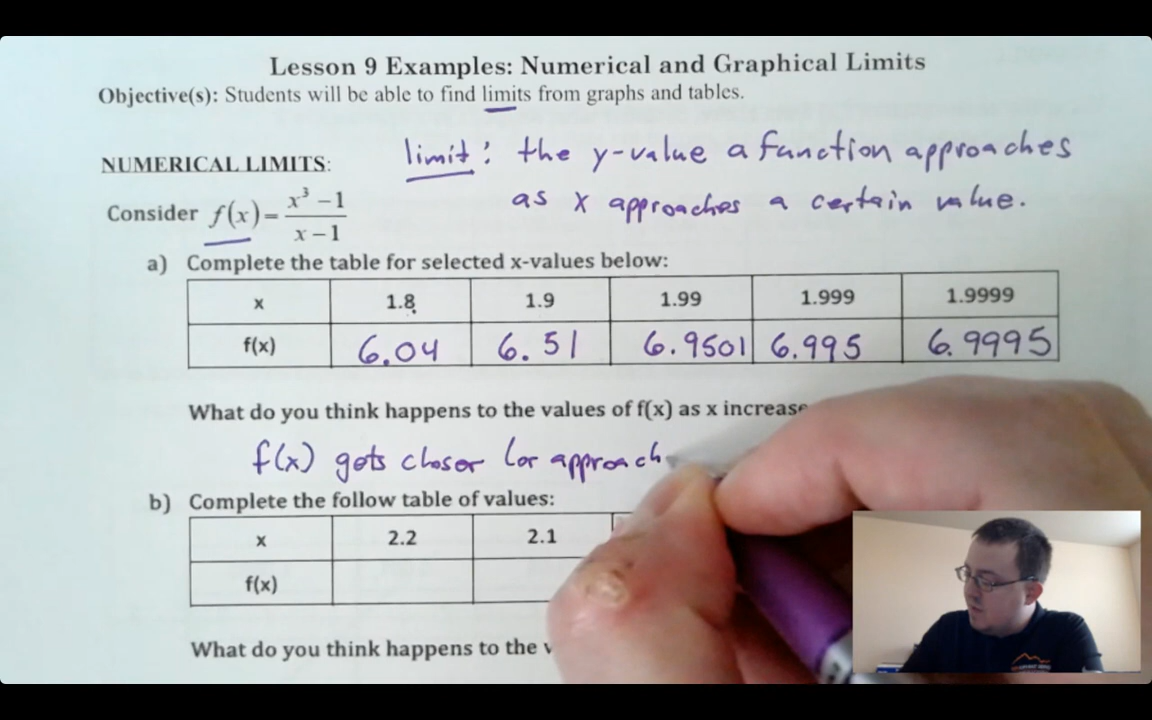 Lesson 9 Examples: Numerical and Graphical Limits
Objective(s): Students will be able to find limits from graphs and tables.
NUMERICAL LIMITS:
limit: the y-value a function approaches
as x approaches a certain value.
Consider f(x) = x³ – 1 / x – 1
a) Complete the table for selected x-values below:
x 1.8 1.9 1.99 1.999 1.9999
f(x) 6.04 6.51 6.9501 6.995 6.9995
What do you think happens to the values of f(x) as x increase
f(x) gets closer (or approach
b) Complete the follow table of values:
x 2.2 2.1
f(x)
What do you think happens to the